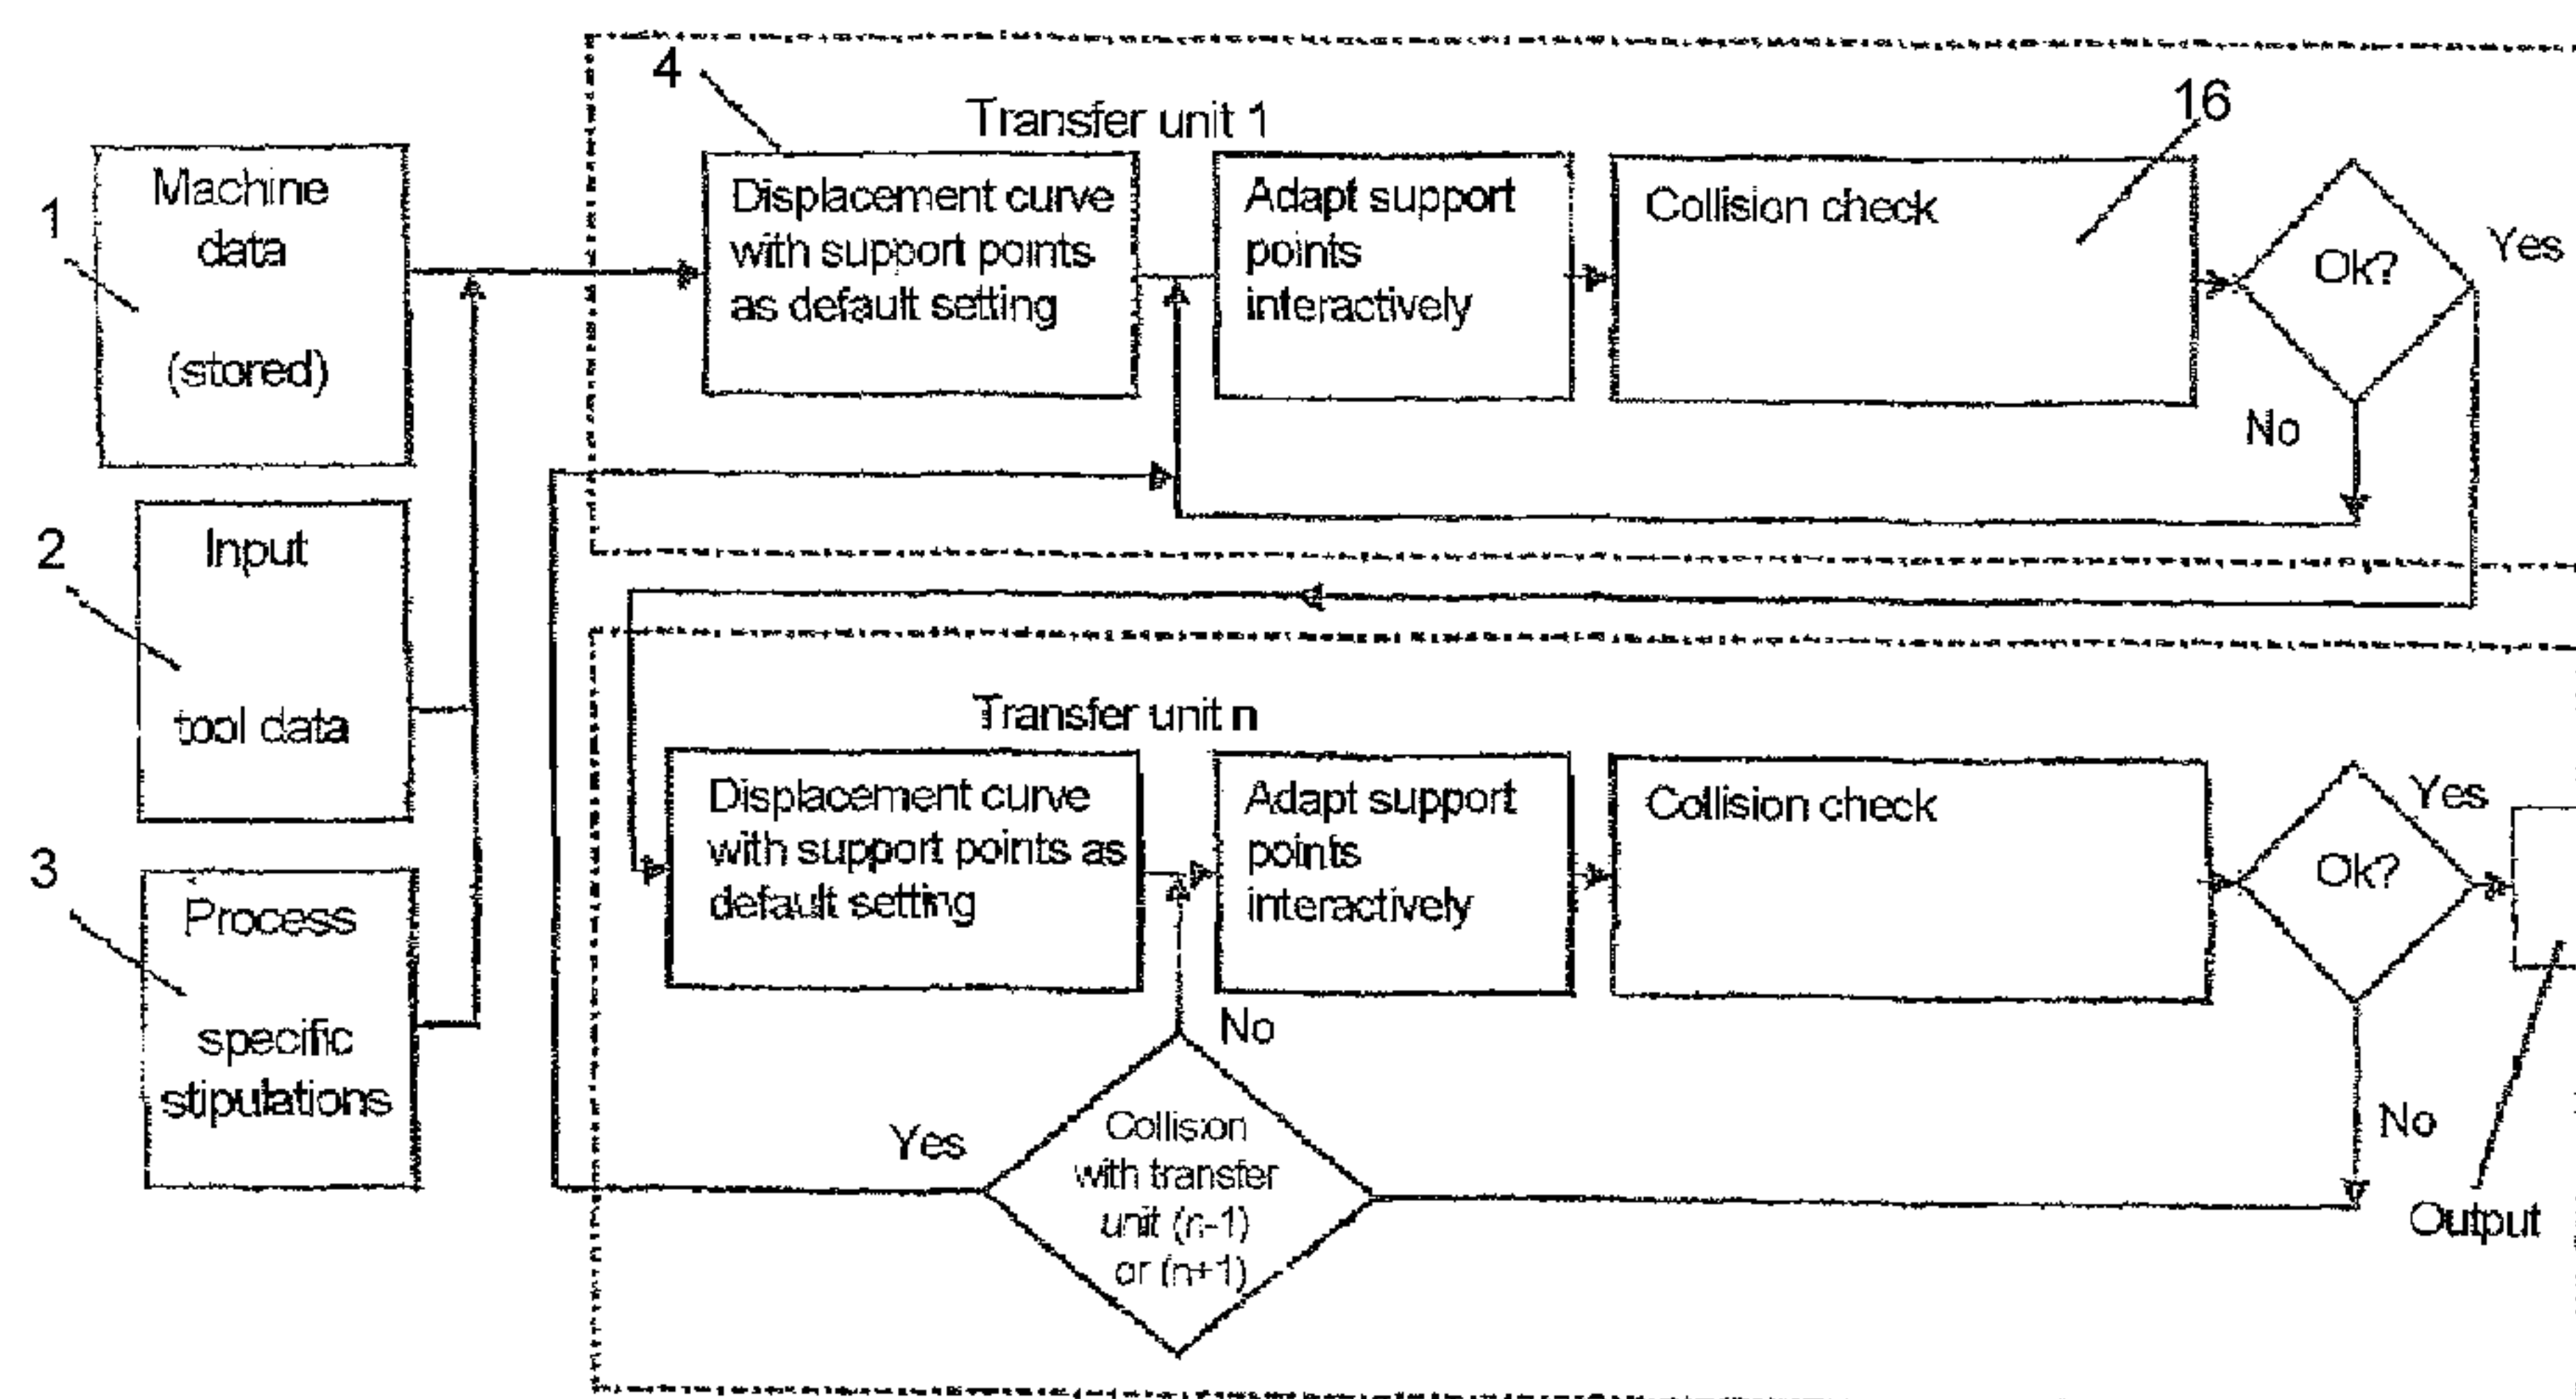 1
Machine
data
(stored)
2
Input
tool data
3
Process
specific
stipulations
4
Transfer unit 1
16
Displacement curve
with support points
as default setting
Adapt support
points
interactively
Collision check
Ok?
Yes
No
Transfer unit n
Displacement curve
with support points as
default setting
Adapt support
points
interactively
Collision check
Ok?
Yes
No
No
Yes
Collision
with transfer
unit (n-1)
or (n+1)
Output